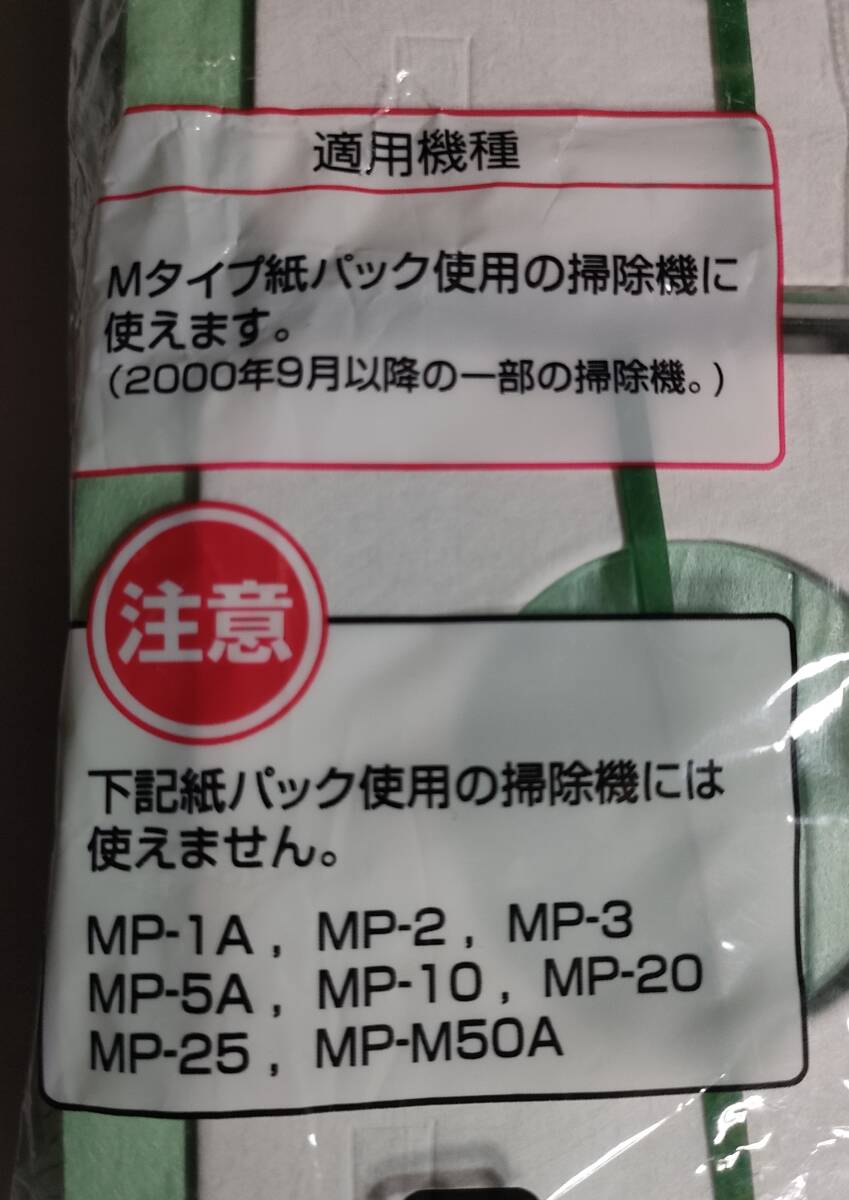 適用機種
Mタイプ紙パック使用の掃除機に
使えます。
(2000年9月以降の一部の掃除機。)
注意
下記紙パック使用の掃除機には
使えません。
MP-1A, MP-2, MP-3
MP-5A, MP-10, MP-20
MP-25, MP-M50A